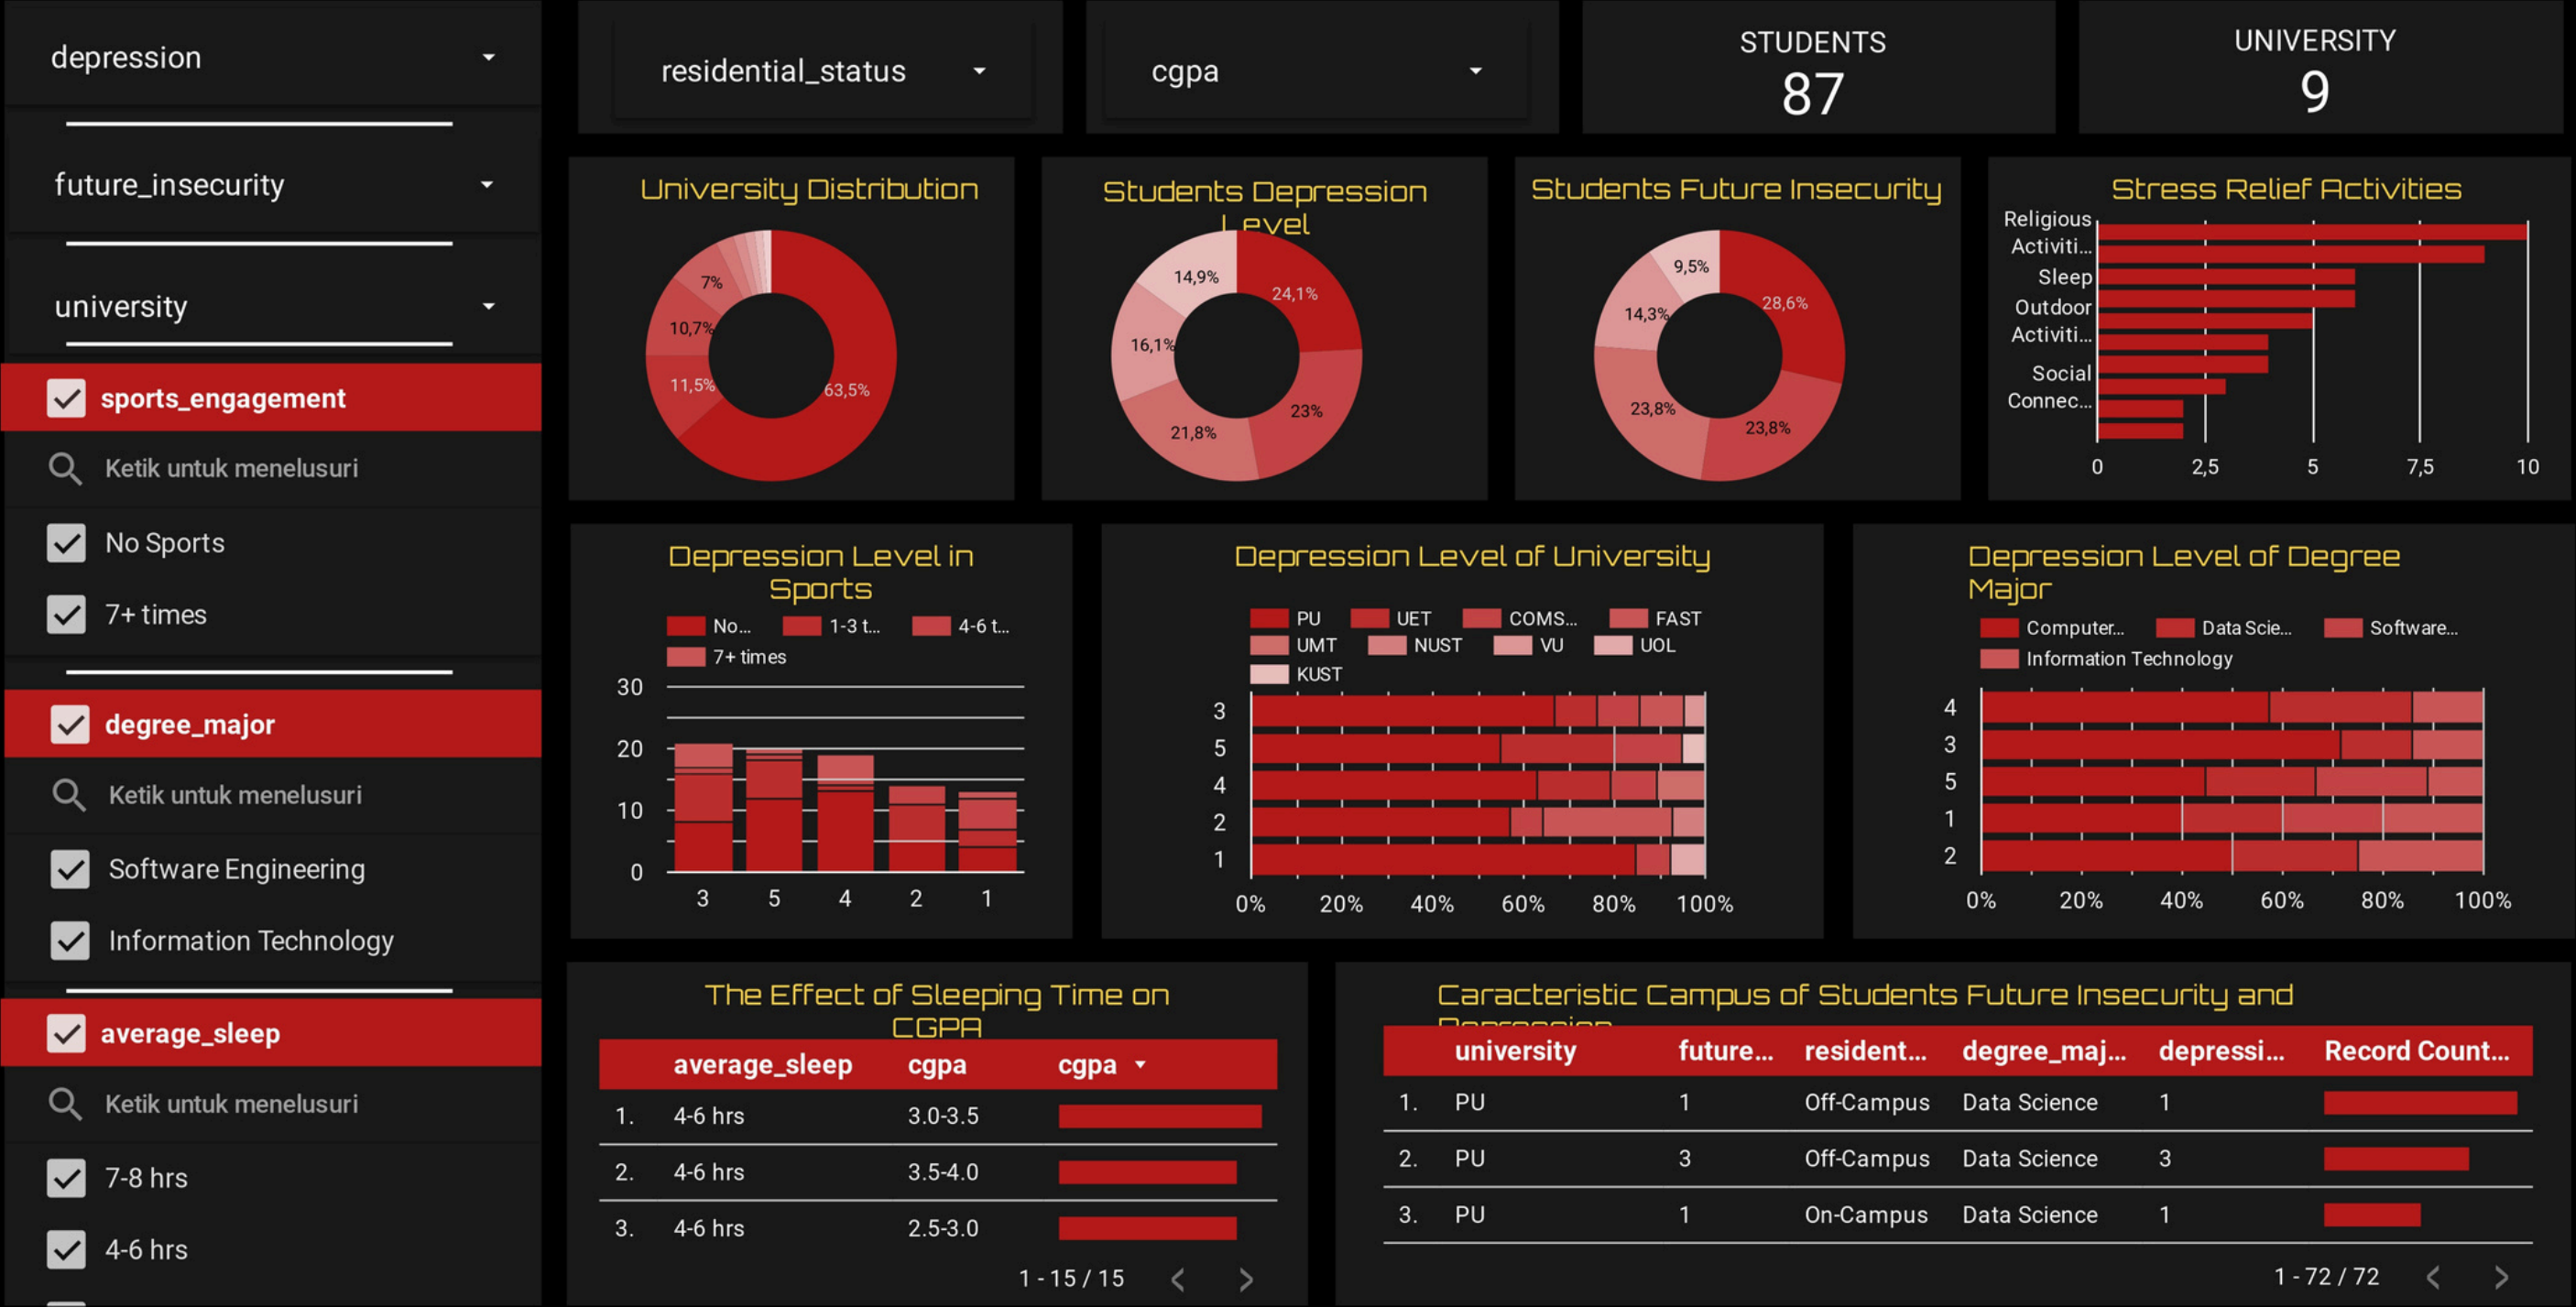 depression
future_insecurity
university
sports_engagement
Ketik untuk menelusuri
No Sports
7+ times
degree_major
Ketik untuk menelusuri
Software Engineering
Information Technology
average_sleep
Ketik untuk menelusuri
7-8 hrs
4-6 hrs
residential_status
cgpa
STUDENTS
87
UNIVERSITY
9
University Distribution
7%
10,7%
11,5%
63,5%
Students Depression
Level
14,9%
24,1%
16,1%
23%
21,8%
Students Future Insecurity
9,5%
28,6%
14,3%
23,8%
23,8%
Stress Relief Activities
Religious
Activiti...
Sleep
Outdoor
Activiti...
Social
Connec...
0 2,5 5 7,5 10
Depression Level in
Sports
No... 1-3 t... 4-6 t...
7+ times
30
20
10
0
3 5 4 2 1
Depression Level of University
PU UET COMS... FAST
UMT NUST VU UOL
KUST
3
5
4
2
1
0% 20% 40% 60% 80% 100%
Depression Level of Degree
Major
Computer... Data Scie... Software...
Information Technology
4
3
5
1
2
0% 20% 40% 60% 80% 100%
The Effect of Sleeping Time on
CGPA
average_sleep cgpa cgpa
1. 4-6 hrs 3.0-3.5
2. 4-6 hrs 3.5-4.0
3. 4-6 hrs 2.5-3.0
1 - 15 / 15
Caracteristic Campus of Students Future Insecurity and
Depression
university future... resident... degree_maj... depressi... Record Count...
1. PU 1 Off-Campus Data Science 1
2. PU 3 Off-Campus Data Science 3
3. PU 1 On-Campus Data Science 1
1 - 72 / 72